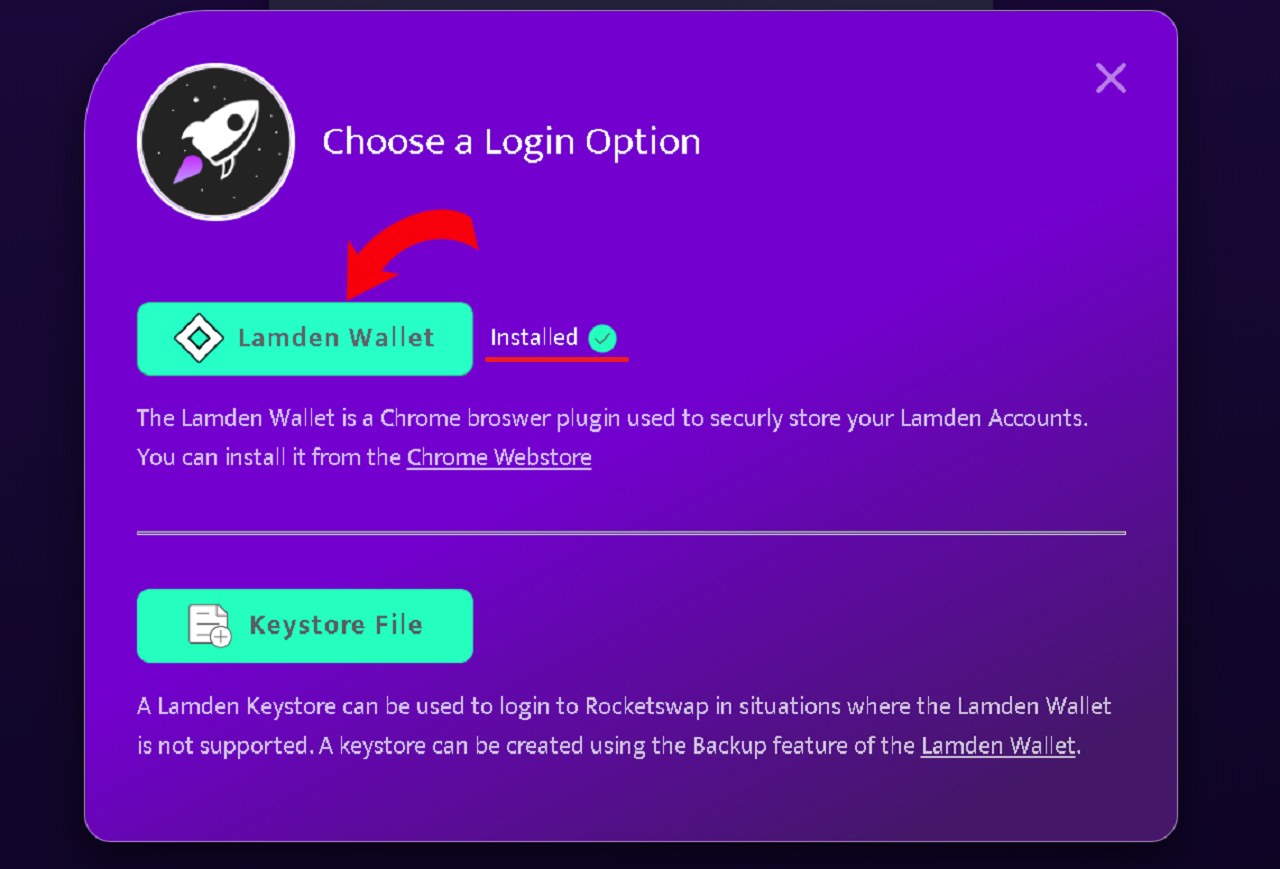 Choose a Login Option
Lamden Wallet
Installed
The Lamden Wallet is a Chrome broswer plugin used to securly store your Lamden Accounts.
You can install it from the Chrome Webstore
Keystore File
A Lamden Keystore can be used to login to Rocketswap in situations where the Lamden Wallet
is not supported. A keystore can be created using the Backup feature of the Lamden Wallet.